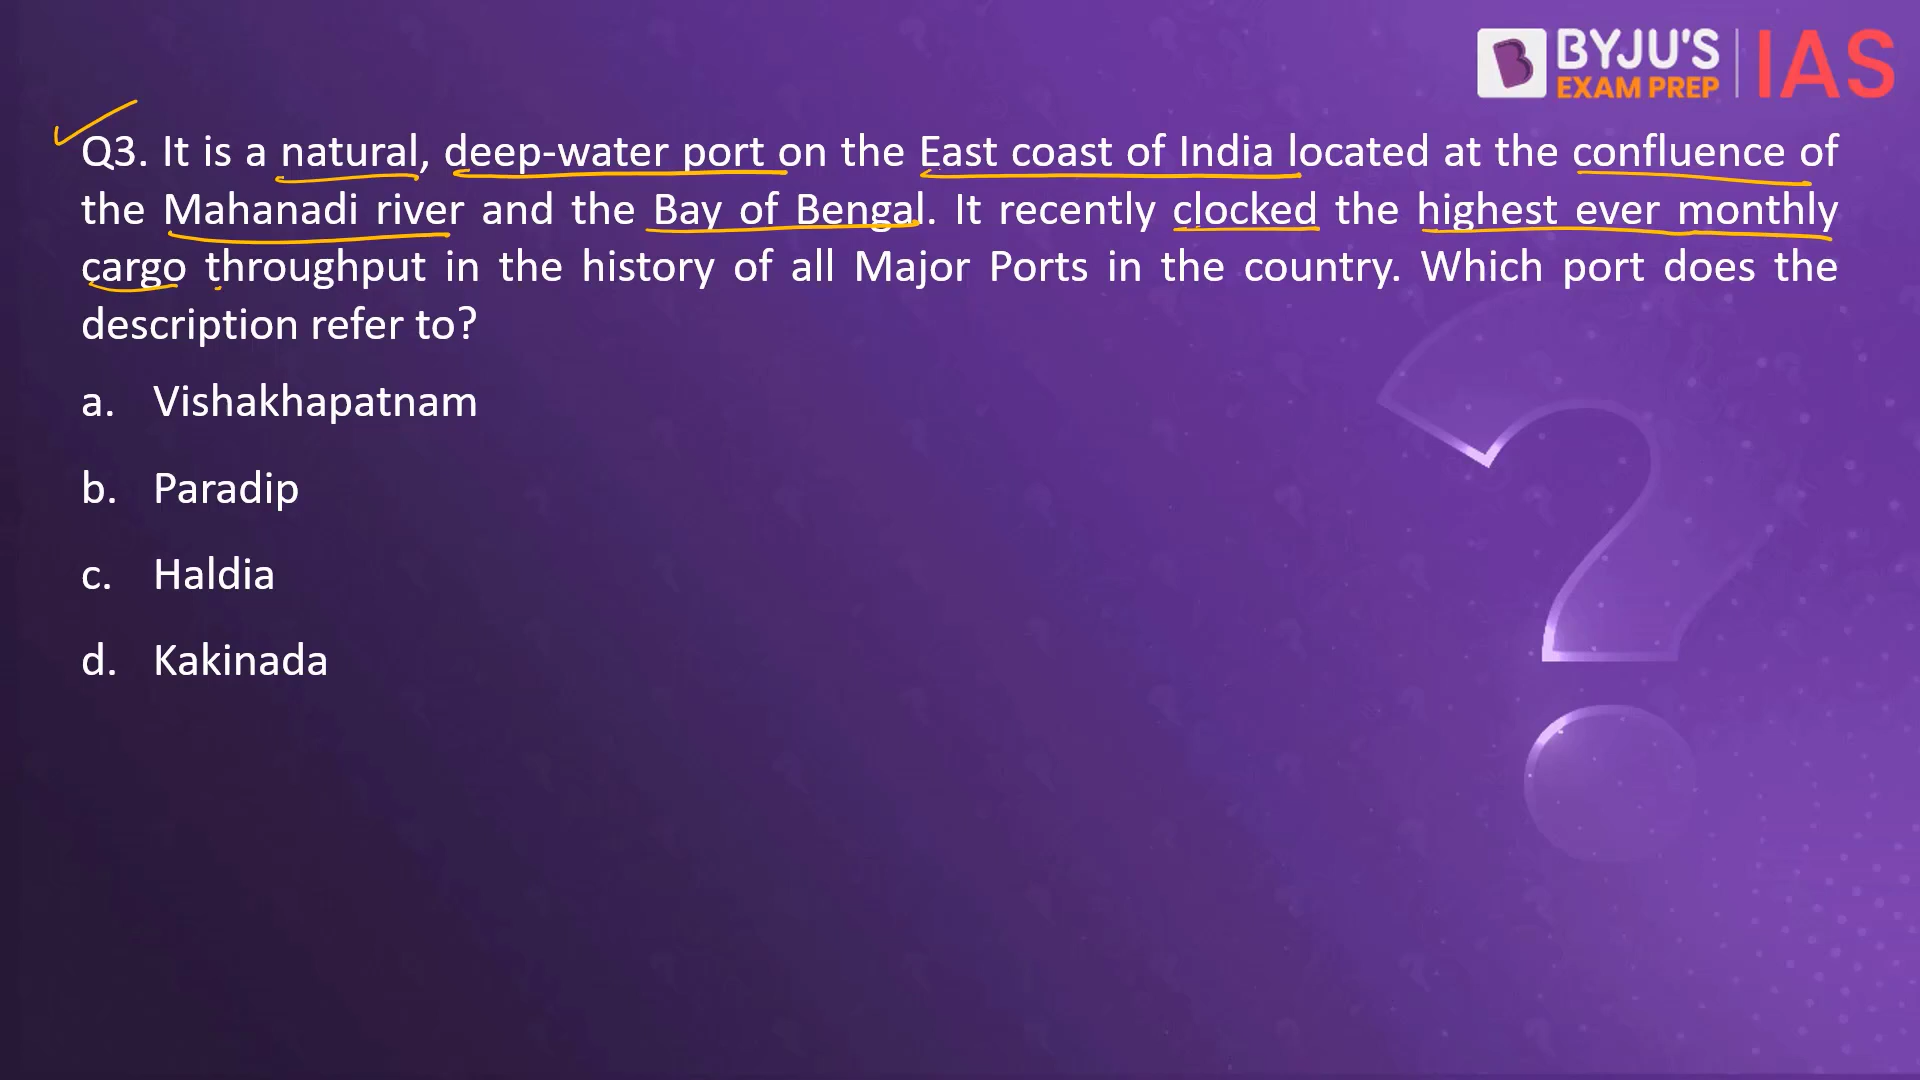 BYJU'S
EXAM PREP
IAS
Q3. It is a natural, deep-water port on the East coast of India located at the confluence of
the Mahanadi river and the Bay of Bengal. It recently clocked the highest ever monthly
cargo throughput in the history of all Major Ports in the country. Which port does the
description refer to?
a. Vishakhapatnam
b. Paradip
c. Haldia
d. Kakinada